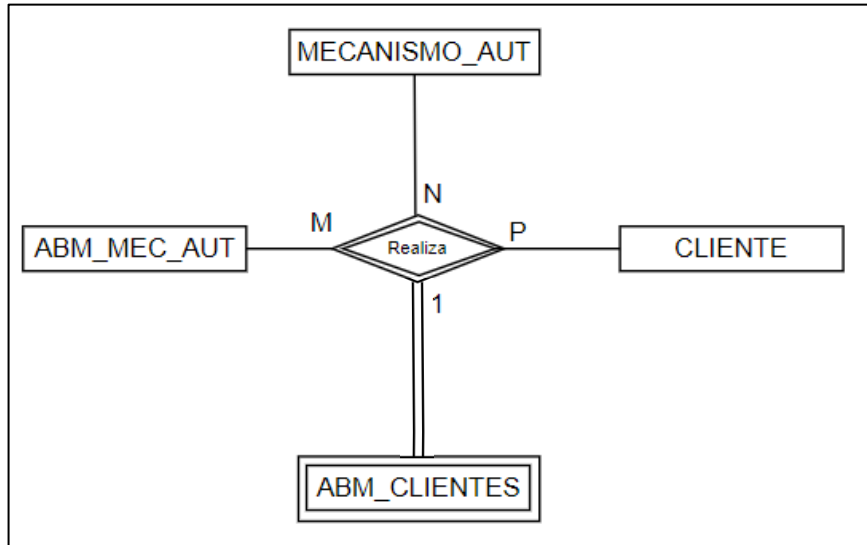 MECANISMO_AUT
N
M
ABM_MEC_AUT
Realiza
P
CLIENTE
1
ABM_CLIENTES